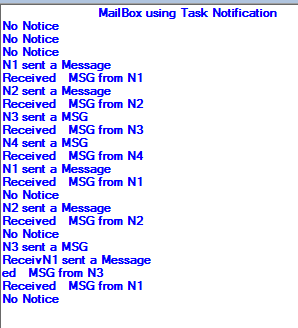 MailBox using Task Notification
No Notice
No Notice
No Notice
N1 sent a Message
Received   MSG from N1
N2 sent a Message
Received   MSG from N2
N3 sent a MSG
Received   MSG from N3
N4 sent a MSG
Received   MSG from N4
N1 sent a Message
Received   MSG from N1
No Notice
N2 sent a Message
Received   MSG from N2
No Notice
N3 sent a MSG
ReceivN1 sent a Message
ed   MSG from N3
Received   MSG from N1
No Notice